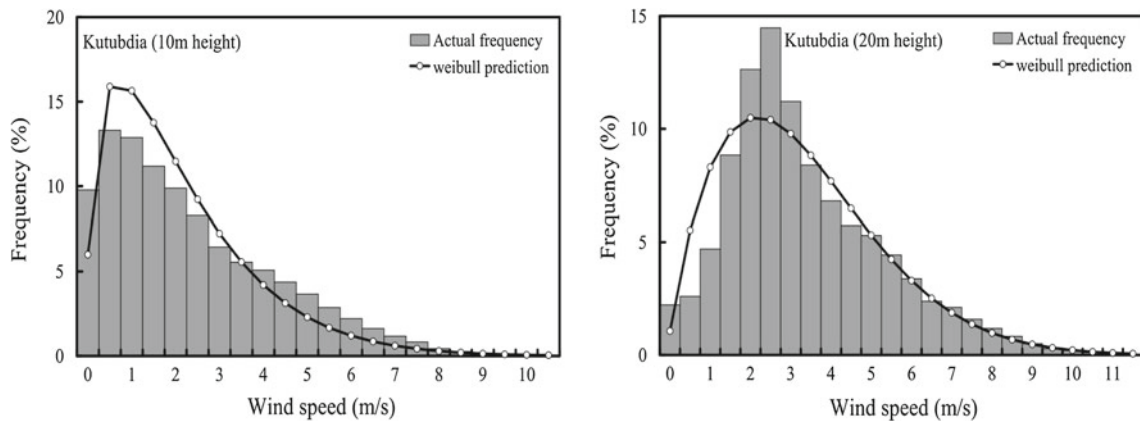 20
Kutubdia (10m height)
Actual frequency
weibull prediction
15
10
5
0
Frequency (%)
0 1 2 3 4 5 6 7 8 9 10
Wind speed (m/s)
15
Kutubdia (20m height)
Actual frequency
weibull prediction
10
5
0
Frequency (%)
0 1 2 3 4 5 6 7 8 9 10 11
Wind speed (m/s)